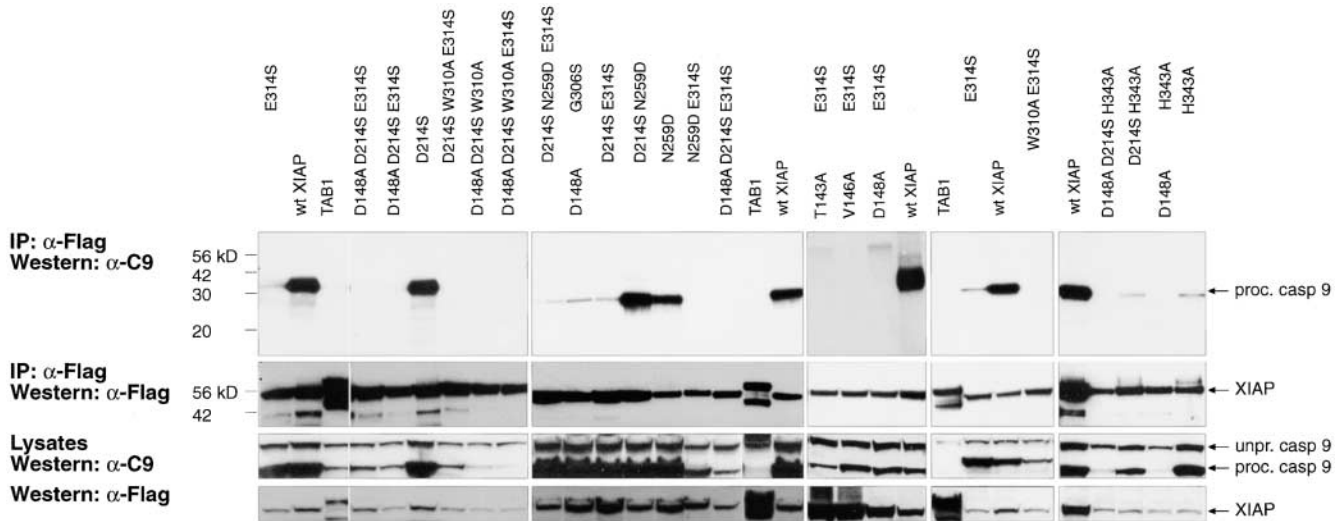 E314S
wt XIAP
TAB1
D148A D214S E314S
D148A D214S E314S
D214S
D214S W310A E314S
D148A D214S W310A
D148A D214S W310A E314S
D214S N259D E314S
D148A G306S
D214S E314S
D214S N259D
N259D
N259D E314S
D148A D214S E314S
TAB1
wt XIAP
T143A E314S
V146A E314S
D148A E314S
wt XIAP
TAB1
E314S
wt XIAP
W310A E314S
wt XIAP
D148A D214S H343A
D214S H343A
D148A H343A
H343A
IP: α-Flag
Western: α-C9
56 kD
42
30
20
proc. casp 9
IP: α-Flag
Western: α-Flag
56 kD
42
XIAP
Lysates
Western: α-C9
unpr. casp 9
proc. casp 9
Western: α-Flag
XIAP